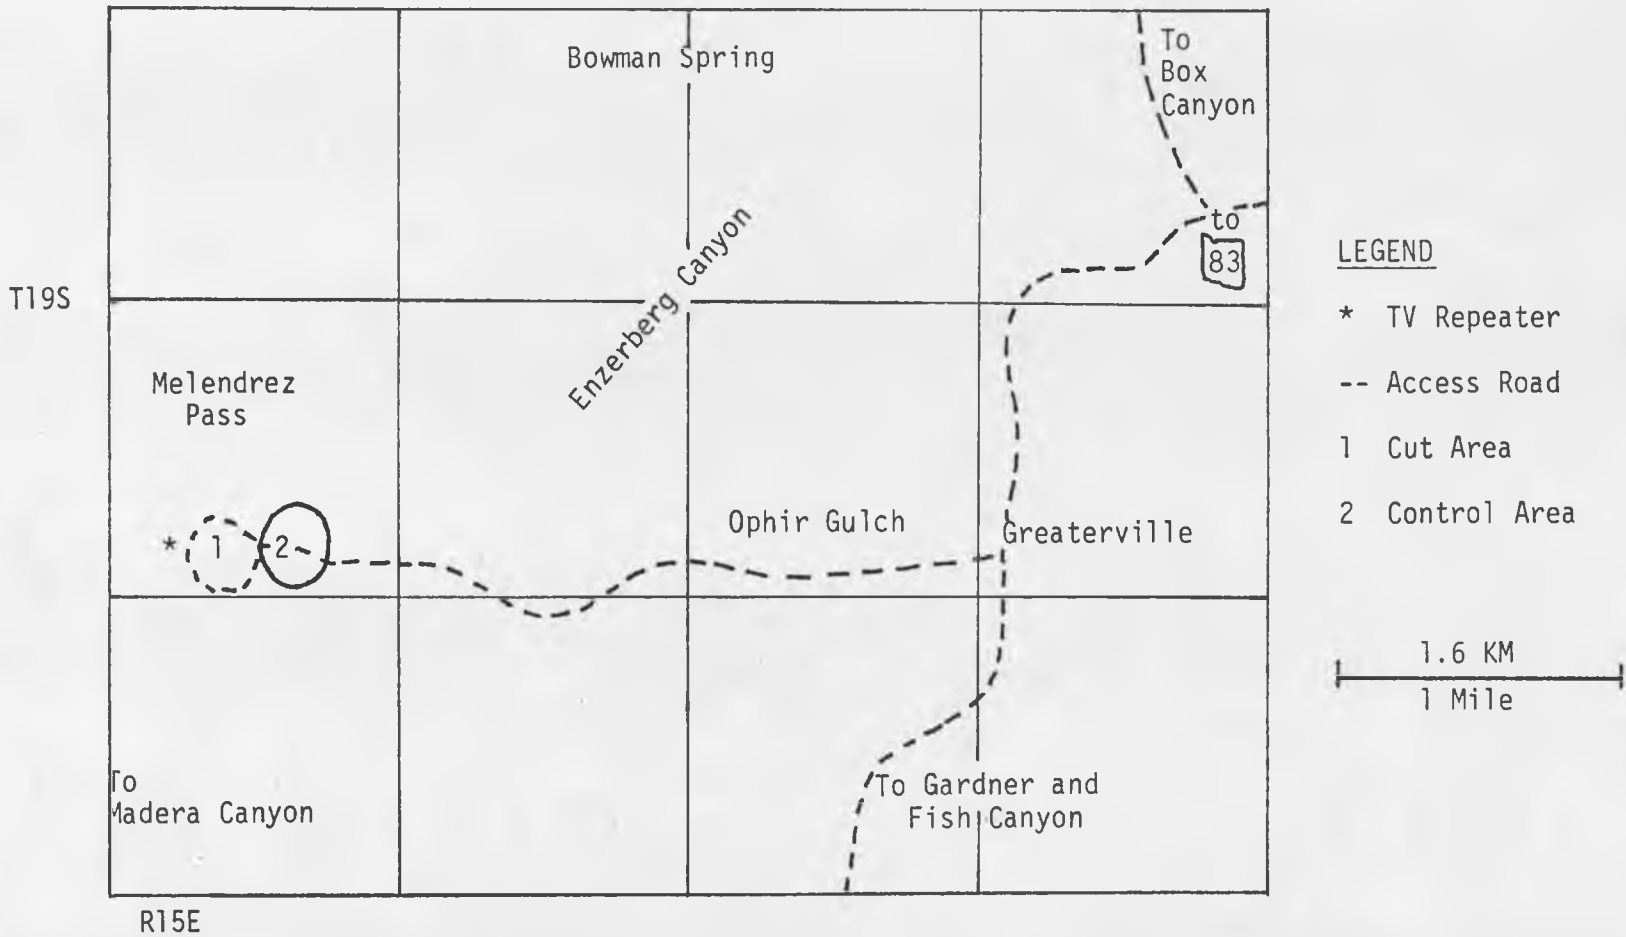 Bowman Spring
To
Box
Canyon
to
83
Enzerberg Canyon
T19S
Melendrez
Pass
* 1 2
Ophir Gulch
Greaterville
To
Madera Canyon
To Gardner and
Fish Canyon
R15E
LEGEND
* TV Repeater
-- Access Road
1 Cut Area
2 Control Area
1.6 KM
1 Mile